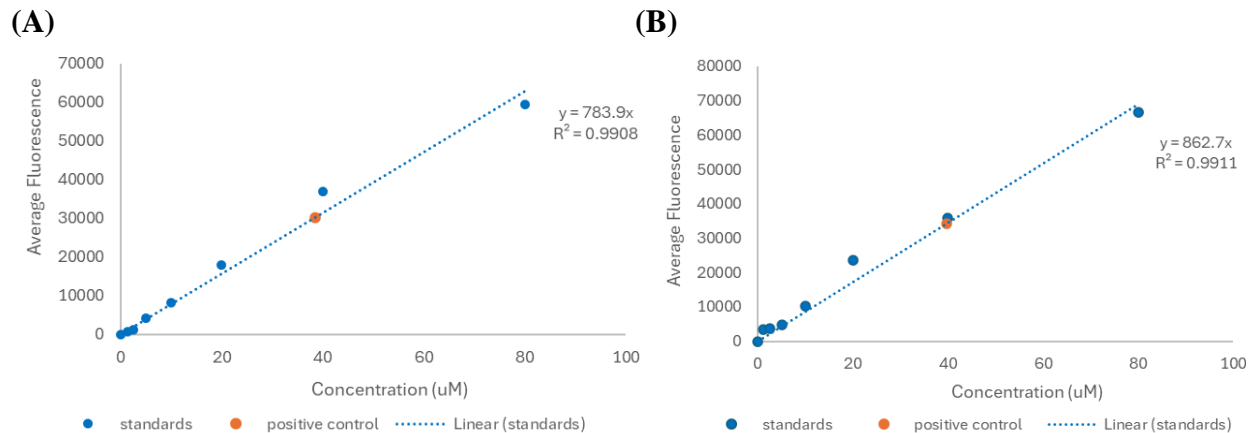 (A)
70000
60000
50000
40000
30000
20000
10000
0
Average Fluorescence
y = 783.9x
R² = 0.9908
0 20 40 60 80 100
Concentration (uM)
standards positive control Linear (standards)
(B)
80000
70000
60000
50000
40000
30000
20000
10000
0
Average Fluorescence
y = 862.7x
R² = 0.9911
0 20 40 60 80 100
Concentration (uM)
standards positive control Linear (standards)